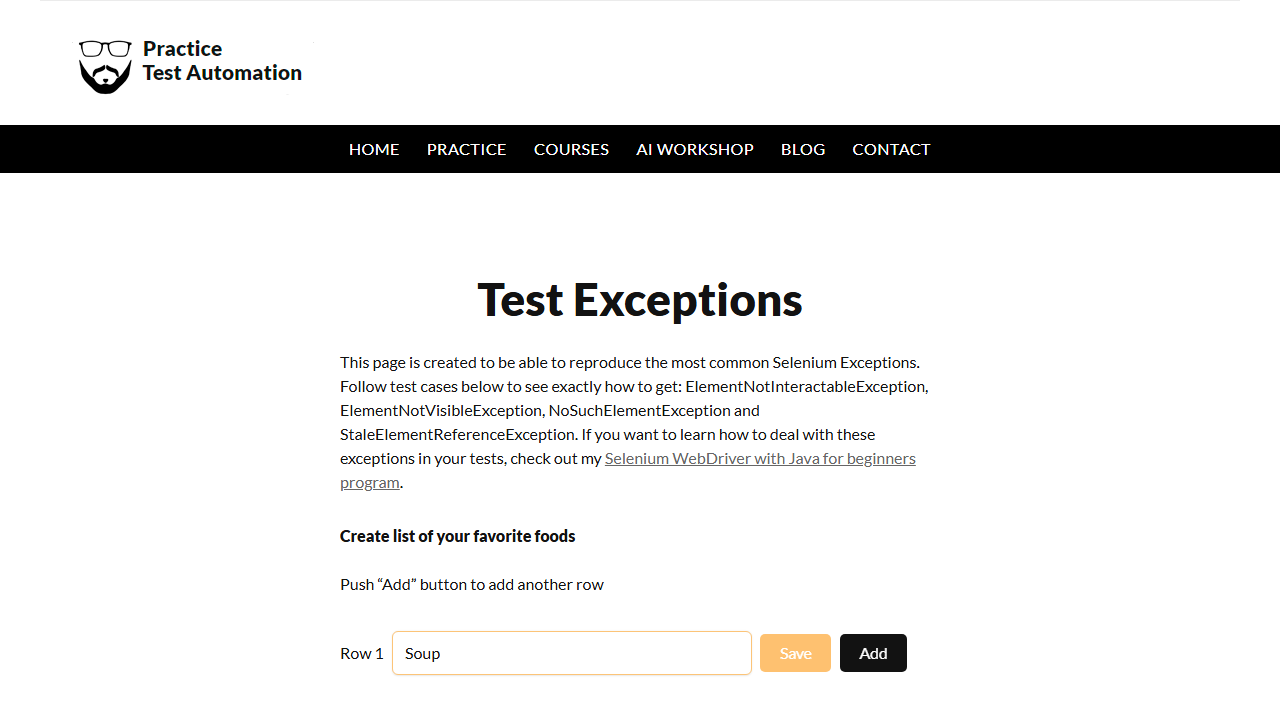 Practice
Test Automation
HOME PRACTICE COURSES AI WORKSHOP BLOG CONTACT
Test Exceptions
This page is created to be able to reproduce the most common Selenium Exceptions.
Follow test cases below to see exactly how to get: ElementNotInteractableException,
ElementNotVisibleException, NoSuchElementException and
StaleElementReferenceException. If you want to learn how to deal with these
exceptions in your tests, check out my Selenium WebDriver with Java for beginners
program.
Create list of your favorite foods
Push “Add” button to add another row
Row 1 Soup Save Add